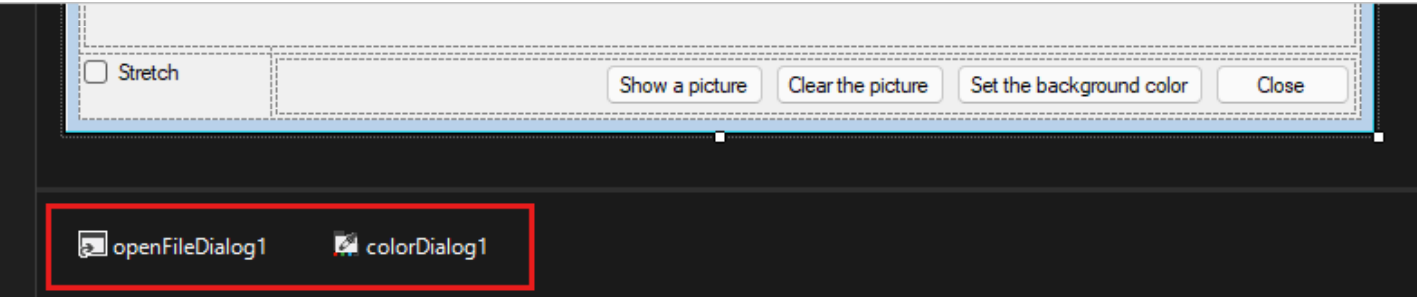 Stretch
Show a picture Clear the picture Set the background color Close
openFileDialog1 colorDialog1